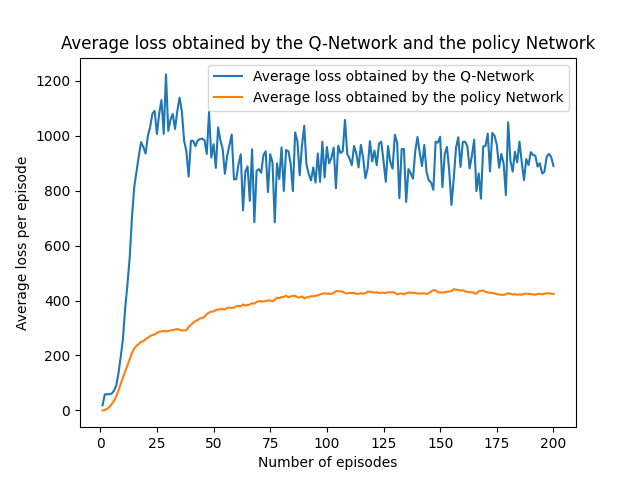 Average loss obtained by the Q-Network and the policy Network
Average loss obtained by the Q-Network
Average loss obtained by the policy Network
Average loss per episode
1200
1000
800
600
400
200
0
0 25 50 75 100 125 150 175 200
Number of episodes